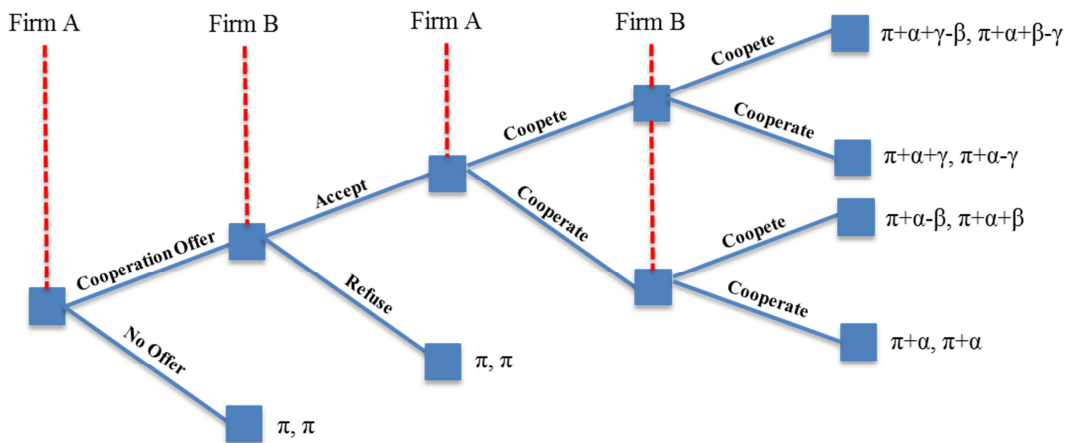 Firm A
Firm B
Firm A
Firm B
Coopete
π+α+γ-β, π+α+β-γ
Coopete
Cooperate
π+α+γ, π+α-γ
Accept
Cooperate
Coopete
π+α-β, π+α+β
Cooperation Offer
Refuse
Cooperate
π+α, π+α
No Offer
π, π
π, π